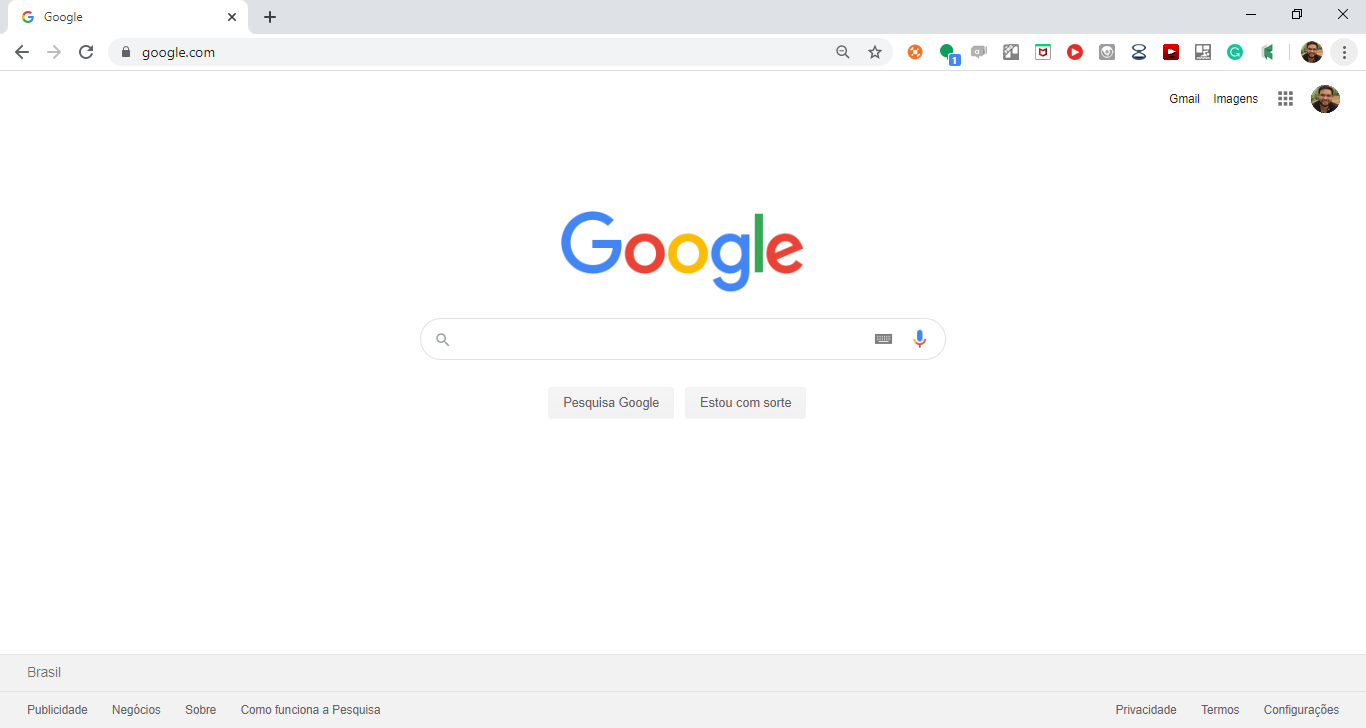 Google
google.com
1
Gmail Imagens
Google
Pesquisa Google Estou com sorte
Brasil
Publicidade Negócios Sobre Como funciona a Pesquisa Privacidade Termos Configurações